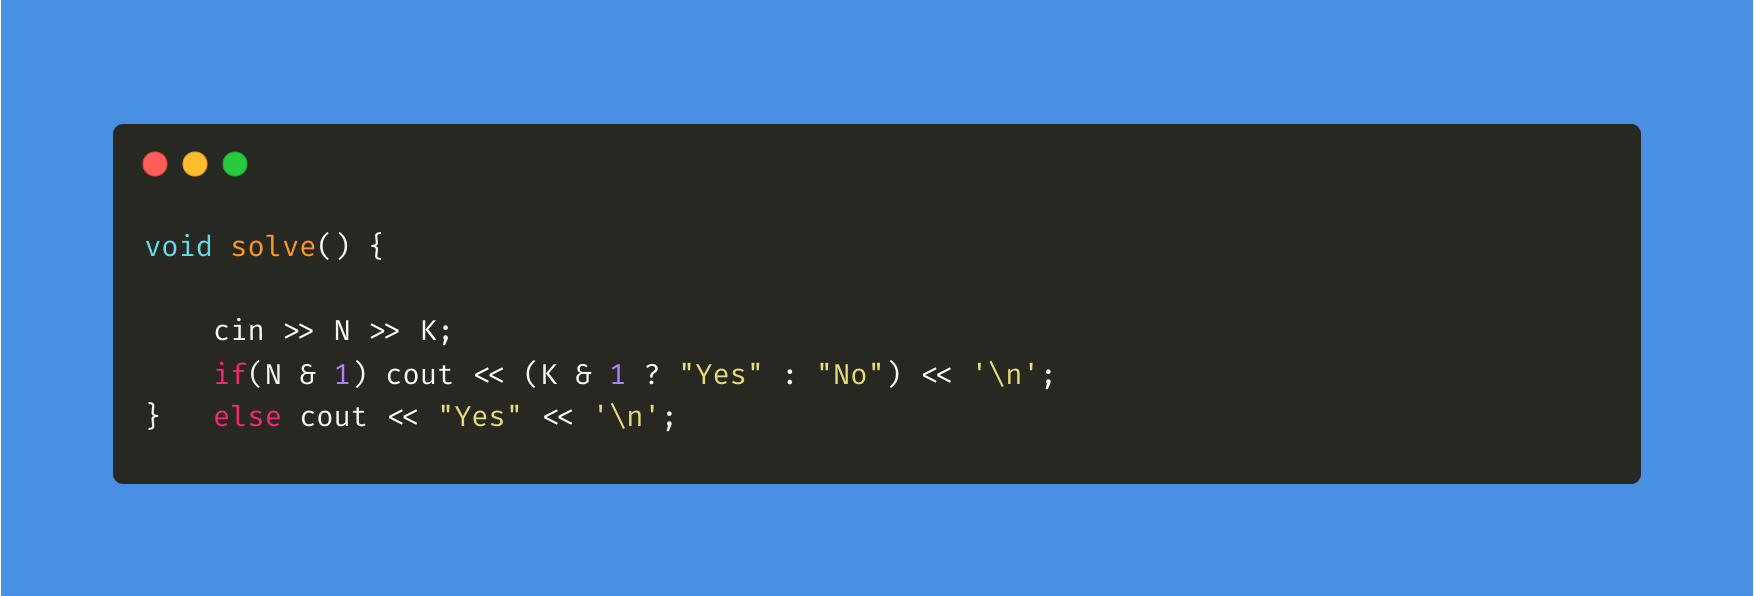 void solve() {
    cin >> N >> K;
    if(N & 1) cout << (K & 1 ? "Yes" : "No") << '\n';
}   else cout << "Yes" << '\n';